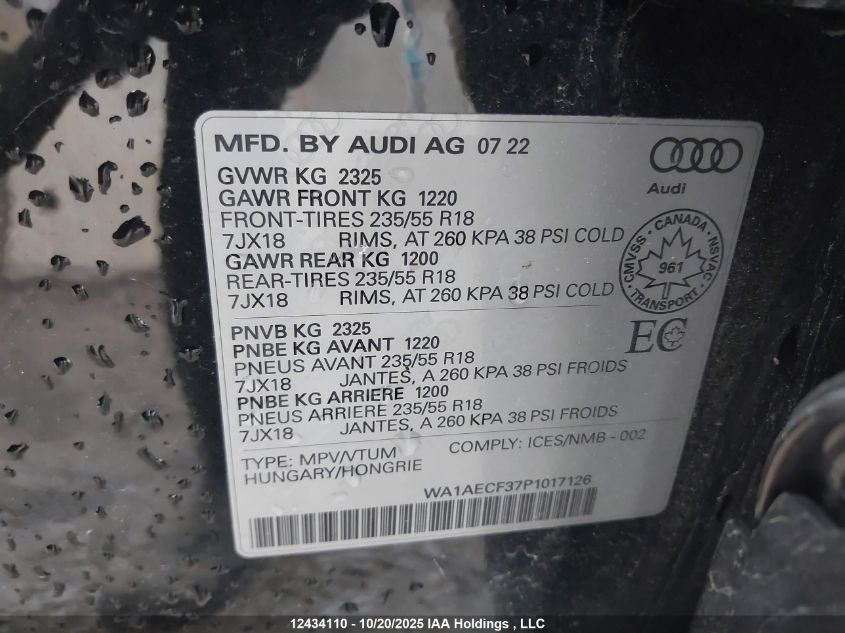 MFD. BY AUDI AG 07 22
Audi
GVWR KG 2325
GAWR FRONT KG 1220
FRONT-TIRES 235/55 R18
7JX18 RIMS, AT 260 KPA 38 PSI COLD
GAWR REAR KG 1200
REAR-TIRES 235/55 R18
7JX18 RIMS, AT 260 KPA 38 PSI COLD
CMVSS - CANADA - NSVAC
961
TRANSPORT
PNVB KG 2325
PNBE KG AVANT 1220
PNEUS AVANT 235/55 R18
7JX18 JANTES, A 260 KPA 38 PSI FROIDS
PNBE KG ARRIERE 1200
PNEUS ARRIERE 235/55 R18
7JX18 JANTES, A 260 KPA 38 PSI FROIDS
EC
TYPE: MPV/VTUM COMPLY: ICES/NMB - 002
HUNGARY/HONGRIE
WA1AECF37P1017126
12434110 - 10/20/2025 IAA Holdings , LLC